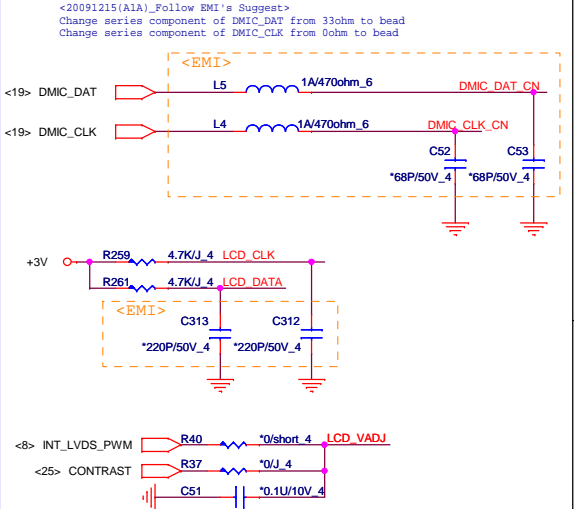 <20091215(A1A)_Follow EMI's Suggest>
Change series component of DMIC_DAT from 33ohm to bead
Change series component of DMIC_CLK from 0ohm to bead
<EMI>
<19> DMIC_DAT L5 1A/470ohm_6 DMIC_DAT_CN
<19> DMIC_CLK L4 1A/470ohm_6 DMIC_CLK_CN
C52 C53
*68P/50V_4 *68P/50V_4
+3V R259 4.7K/J_4 LCD_CLK
R261 4.7K/J_4 LCD_DATA
<EMI>
C313 C312
*220P/50V_4 *220P/50V_4
<8> INT_LVDS_PWM R40 *0/short_4 LCD_VADJ
<25> CONTRAST R37 *0/J_4
C51 *0.1U/10V_4